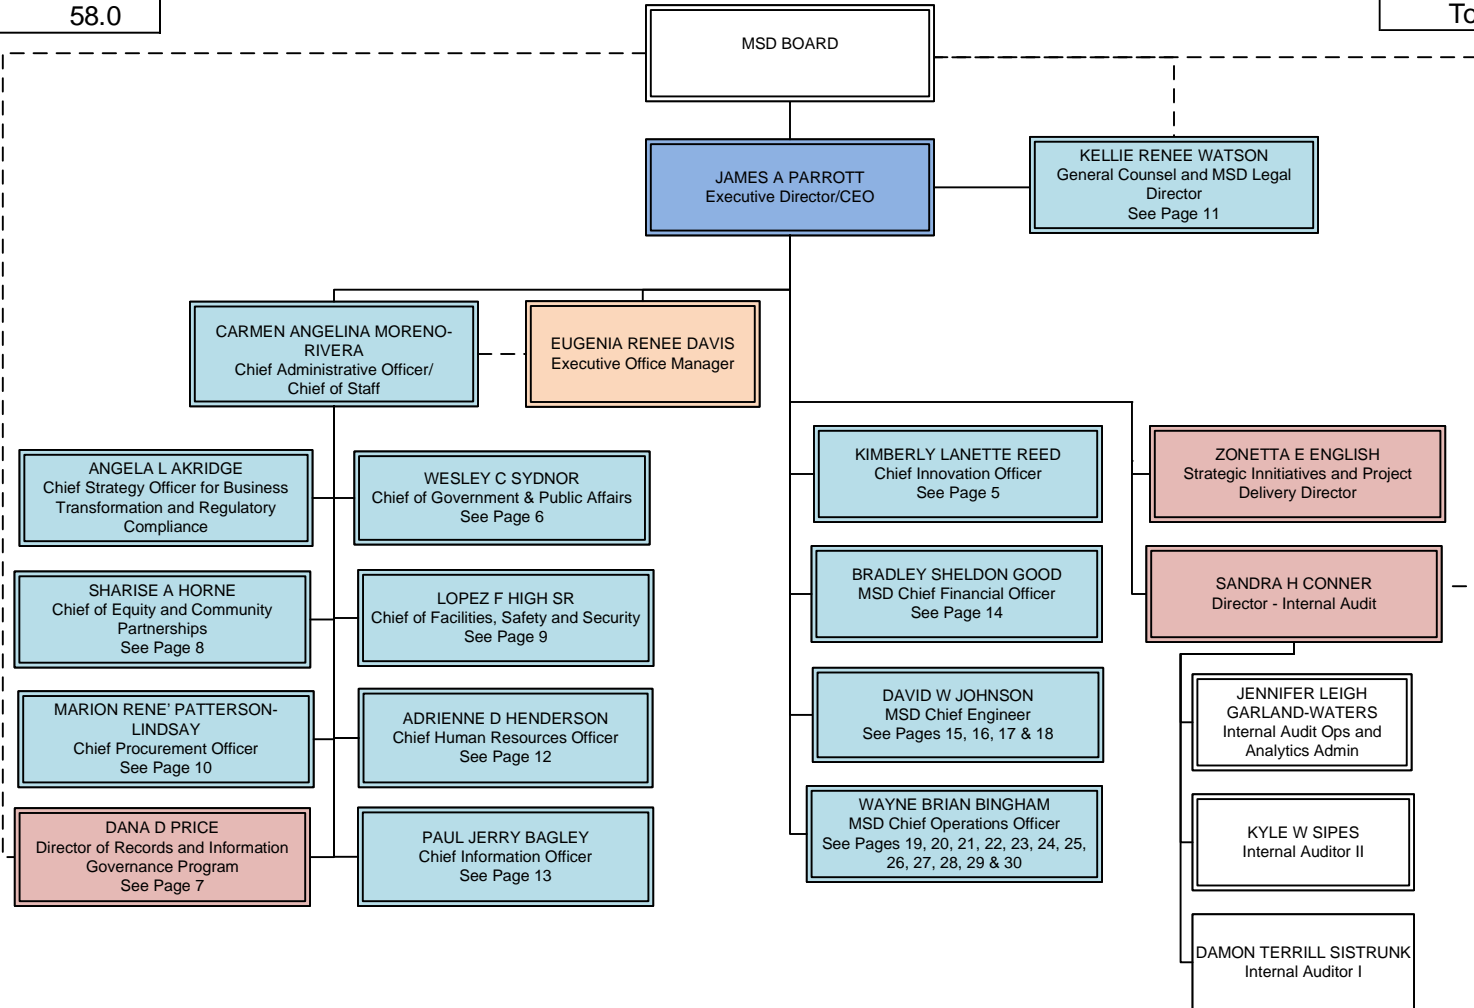 58.0
To
MSD BOARD
JAMES A PARROTT
Executive Director/CEO
KELLIE RENEE WATSON
General Counsel and MSD Legal
Director
See Page 11
CARMEN ANGELINA MORENO-
RIVERA
Chief Administrative Officer/
Chief of Staff
EUGENIA RENEE DAVIS
Executive Office Manager
ANGELA L AKRIDGE
Chief Strategy Officer for Business
Transformation and Regulatory
Compliance
WESLEY C SYDNOR
Chief of Government & Public Affairs
See Page 6
SHARISE A HORNE
Chief of Equity and Community
Partnerships
See Page 8
LOPEZ F HIGH SR
Chief of Facilities, Safety and Security
See Page 9
MARION RENE’ PATTERSON-
LINDSAY
Chief Procurement Officer
See Page 10
ADRIENNE D HENDERSON
Chief Human Resources Officer
See Page 12
DANA D PRICE
Director of Records and Information
Governance Program
See Page 7
PAUL JERRY BAGLEY
Chief Information Officer
See Page 13
KIMBERLY LANETTE REED
Chief Innovation Officer
See Page 5
BRADLEY SHELDON GOOD
MSD Chief Financial Officer
See Page 14
DAVID W JOHNSON
MSD Chief Engineer
See Pages 15, 16, 17 & 18
WAYNE BRIAN BINGHAM
MSD Chief Operations Officer
See Pages 19, 20, 21, 22, 23, 24, 25,
26, 27, 28, 29 & 30
ZONETTA E ENGLISH
Strategic Innitiatives and Project
Delivery Director
SANDRA H CONNER
Director - Internal Audit
JENNIFER LEIGH
GARLAND-WATERS
Internal Audit Ops and
Analytics Admin
KYLE W SIPES
Internal Auditor II
DAMON TERRILL SISTRUNK
Internal Auditor I